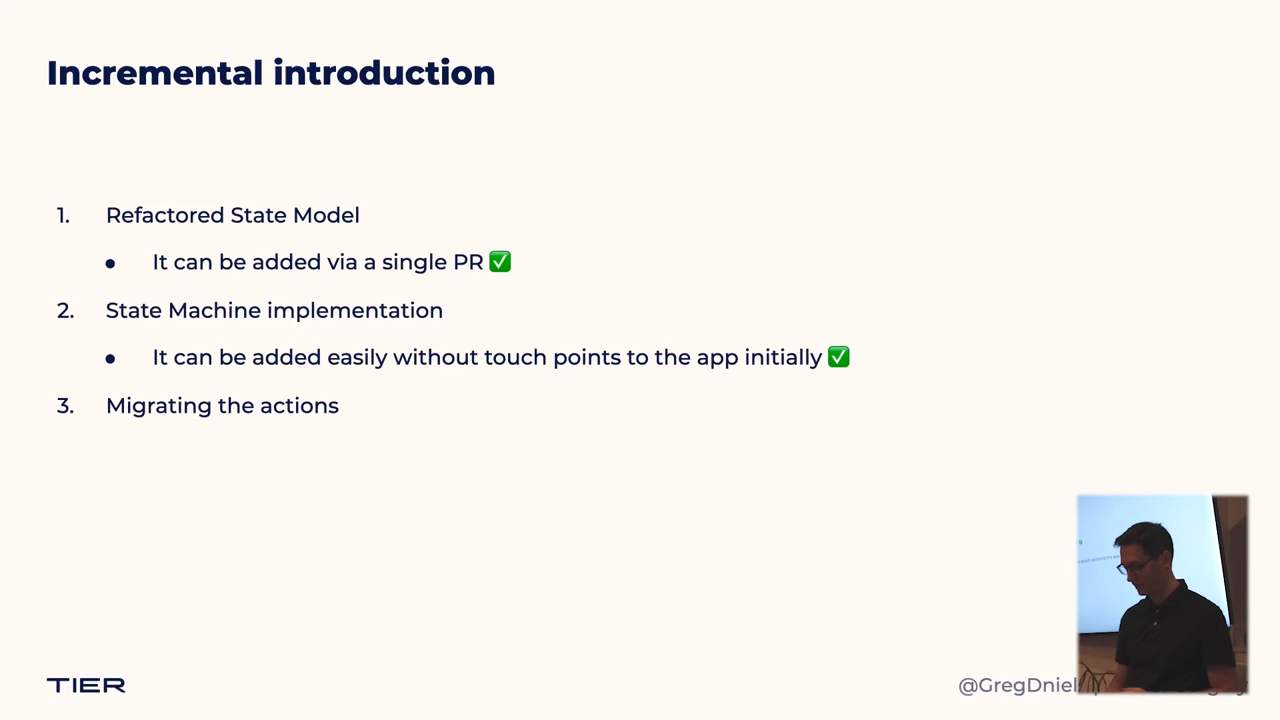 Incremental introduction
1. Refactored State Model
● It can be added via a single PR ✅
2. State Machine implementation
● It can be added easily without touch points to the app initially ✅
3. Migrating the actions
TIER
@GregDniel